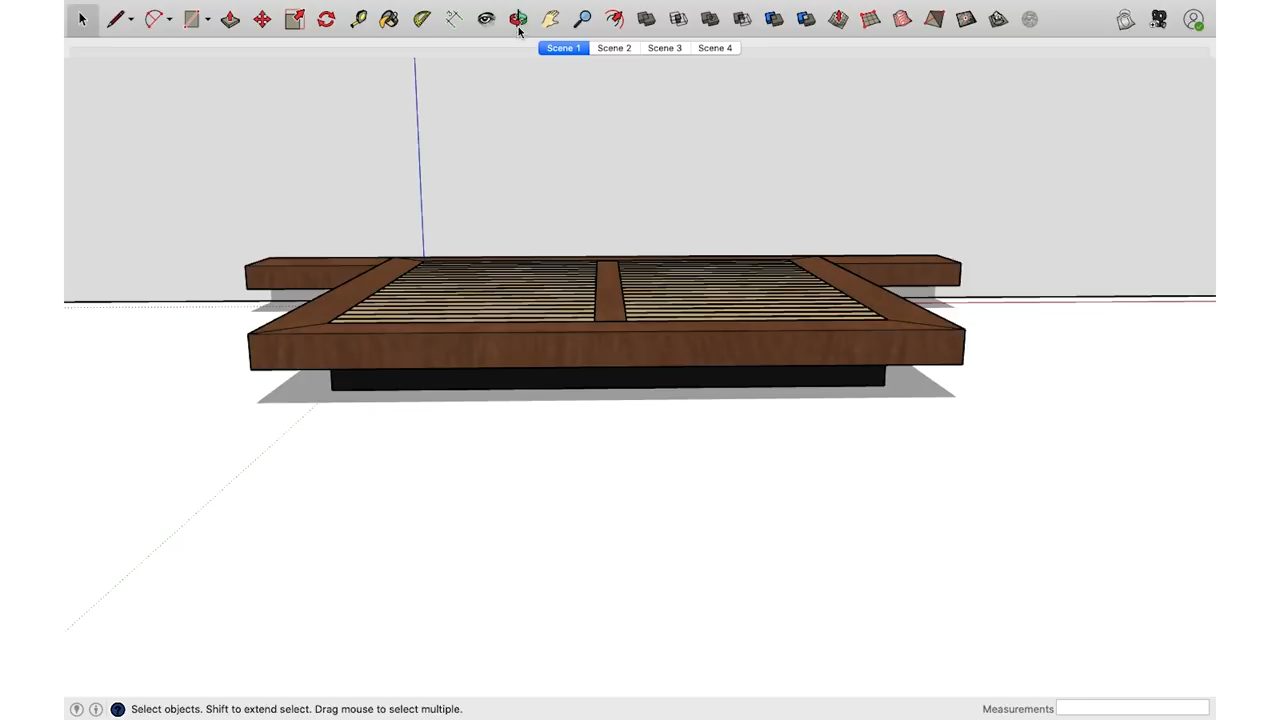 Scene 1 Scene 2 Scene 3 Scene 4
Select objects. Shift to extend select. Drag mouse to select multiple. Measurements